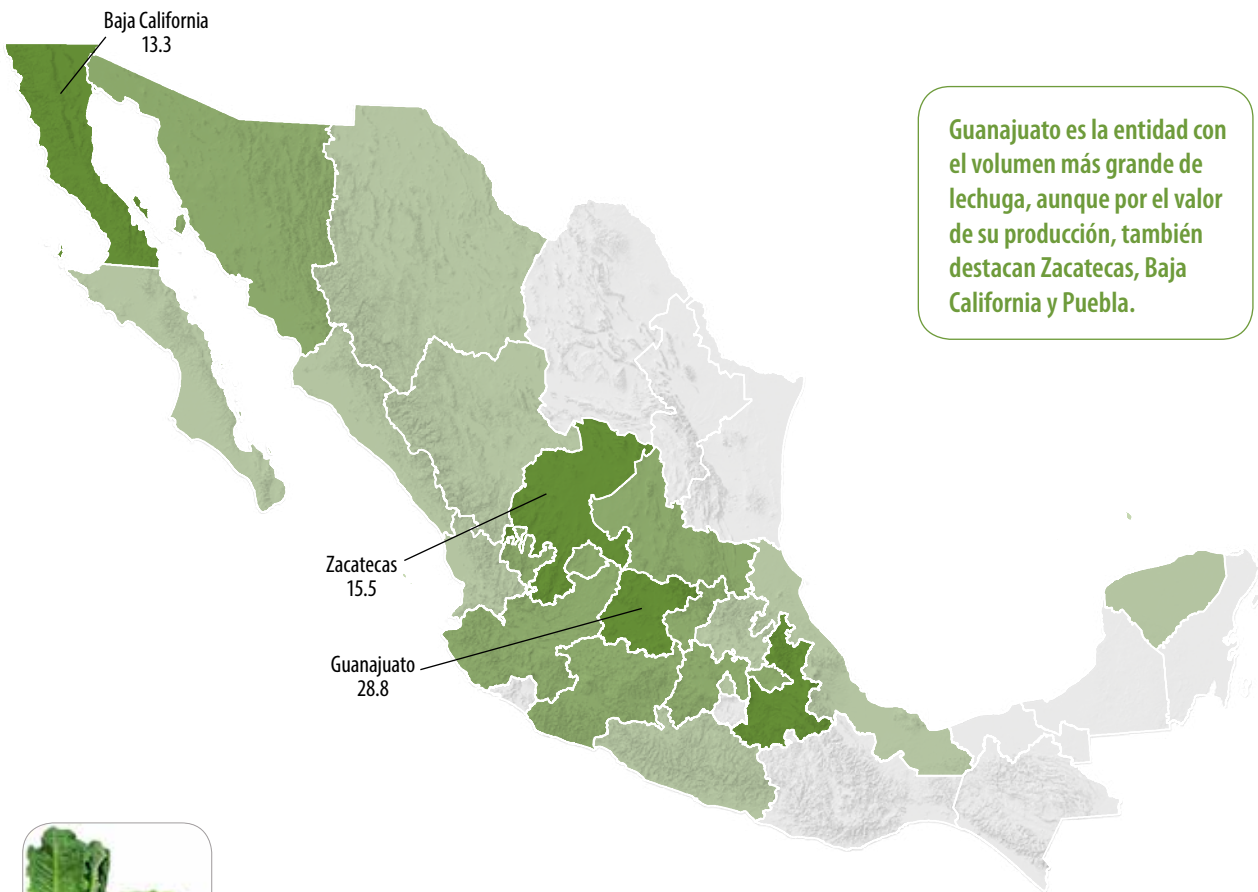 Baja California
13.3
Guanajuato es la entidad con
el volumen más grande de
lechuga, aunque por el valor
de su producción, también
destacan Zacatecas, Baja
California y Puebla.
Zacatecas
15.5
Guanajuato
28.8